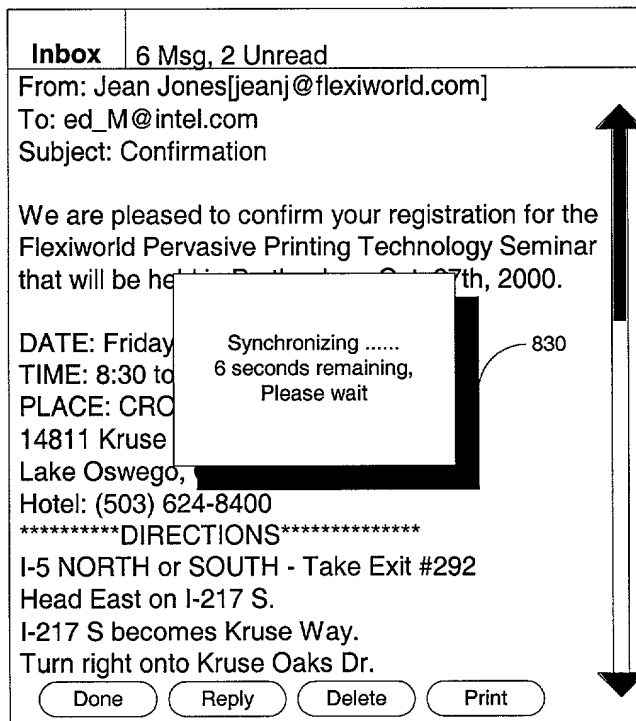 Inbox 6 Msg, 2 Unread
From: Jean Jones[jeanj@flexiworld.com]
To: ed_M@intel.com
Subject: Confirmation
We are pleased to confirm your registration for the
Flexiworld Pervasive Printing Technology Seminar
that will be 7th, 2000.
DATE: Friday
TIME: 8:30 to
PLACE: CRO
14811 Kruse
Lake Oswego,
Synchronizing ......
6 seconds remaining,
Please wait
830
Hotel: (503) 624-8400
**********DIRECTIONS**************
I-5 NORTH or SOUTH - Take Exit #292
Head East on I-217 S.
I-217 S becomes Kruse Way.
Turn right onto Kruse Oaks Dr.
Done Reply Delete Print